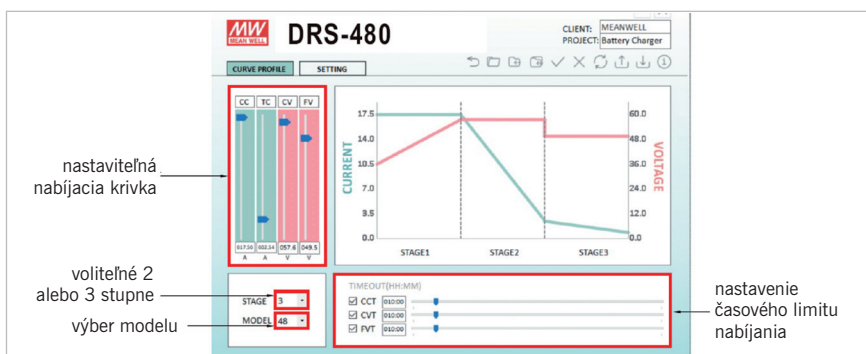 MW
MEAN WELL
DRS-480
CLIENT: MEANWELL
PROJECT: Battery Charger
CURVE PROFILE
SETTING
CC TC CV FV
017.50 002.54 057.6 049.5
A A V V
nastaviteľná
nabíjacia krivka
CURRENT
17.5
14.0
10.5
7.0
3.5
0.0
STAGE1 STAGE2 STAGE3
60.0
48.0
36.0
24.0
12.0
0.0
VOLTAGE
voliteľné 2
alebo 3 stupne
výber modelu
STAGE 3
MODEL 48
TIMEOUT(HH:MM)
CCT 010:00
CVT 010:00
FVT 010:00
nastavenie
časového limitu
nabíjania